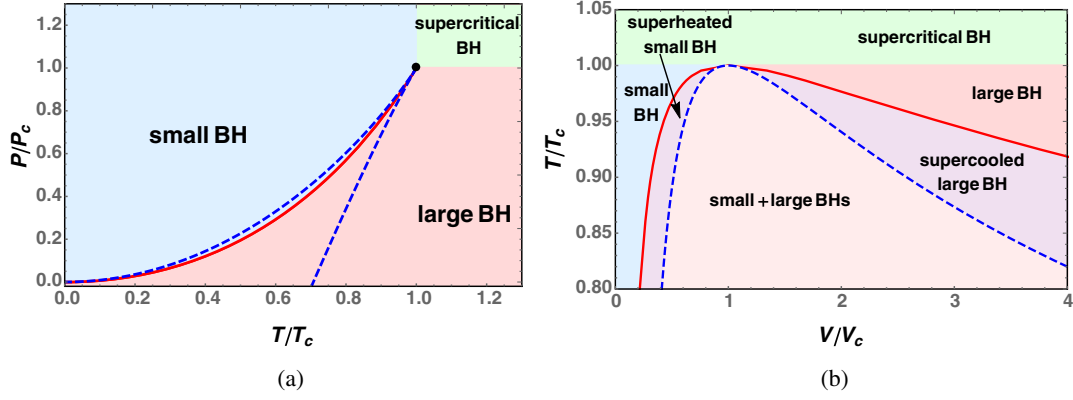 supercritical
BH
small BH
large BH
P/Pc
1.2
1.0
0.8
0.6
0.4
0.2
0.0
0.0
0.2
0.4
0.6
0.8
1.0
1.2
T/Tc
(a)
superheated
small BH
supercritical BH
small
BH
large BH
supercooled
large BH
small + large BHs
T/Tc
1.05
1.00
0.95
0.90
0.85
0.80
0
1
2
3
4
V/Vc
(b)